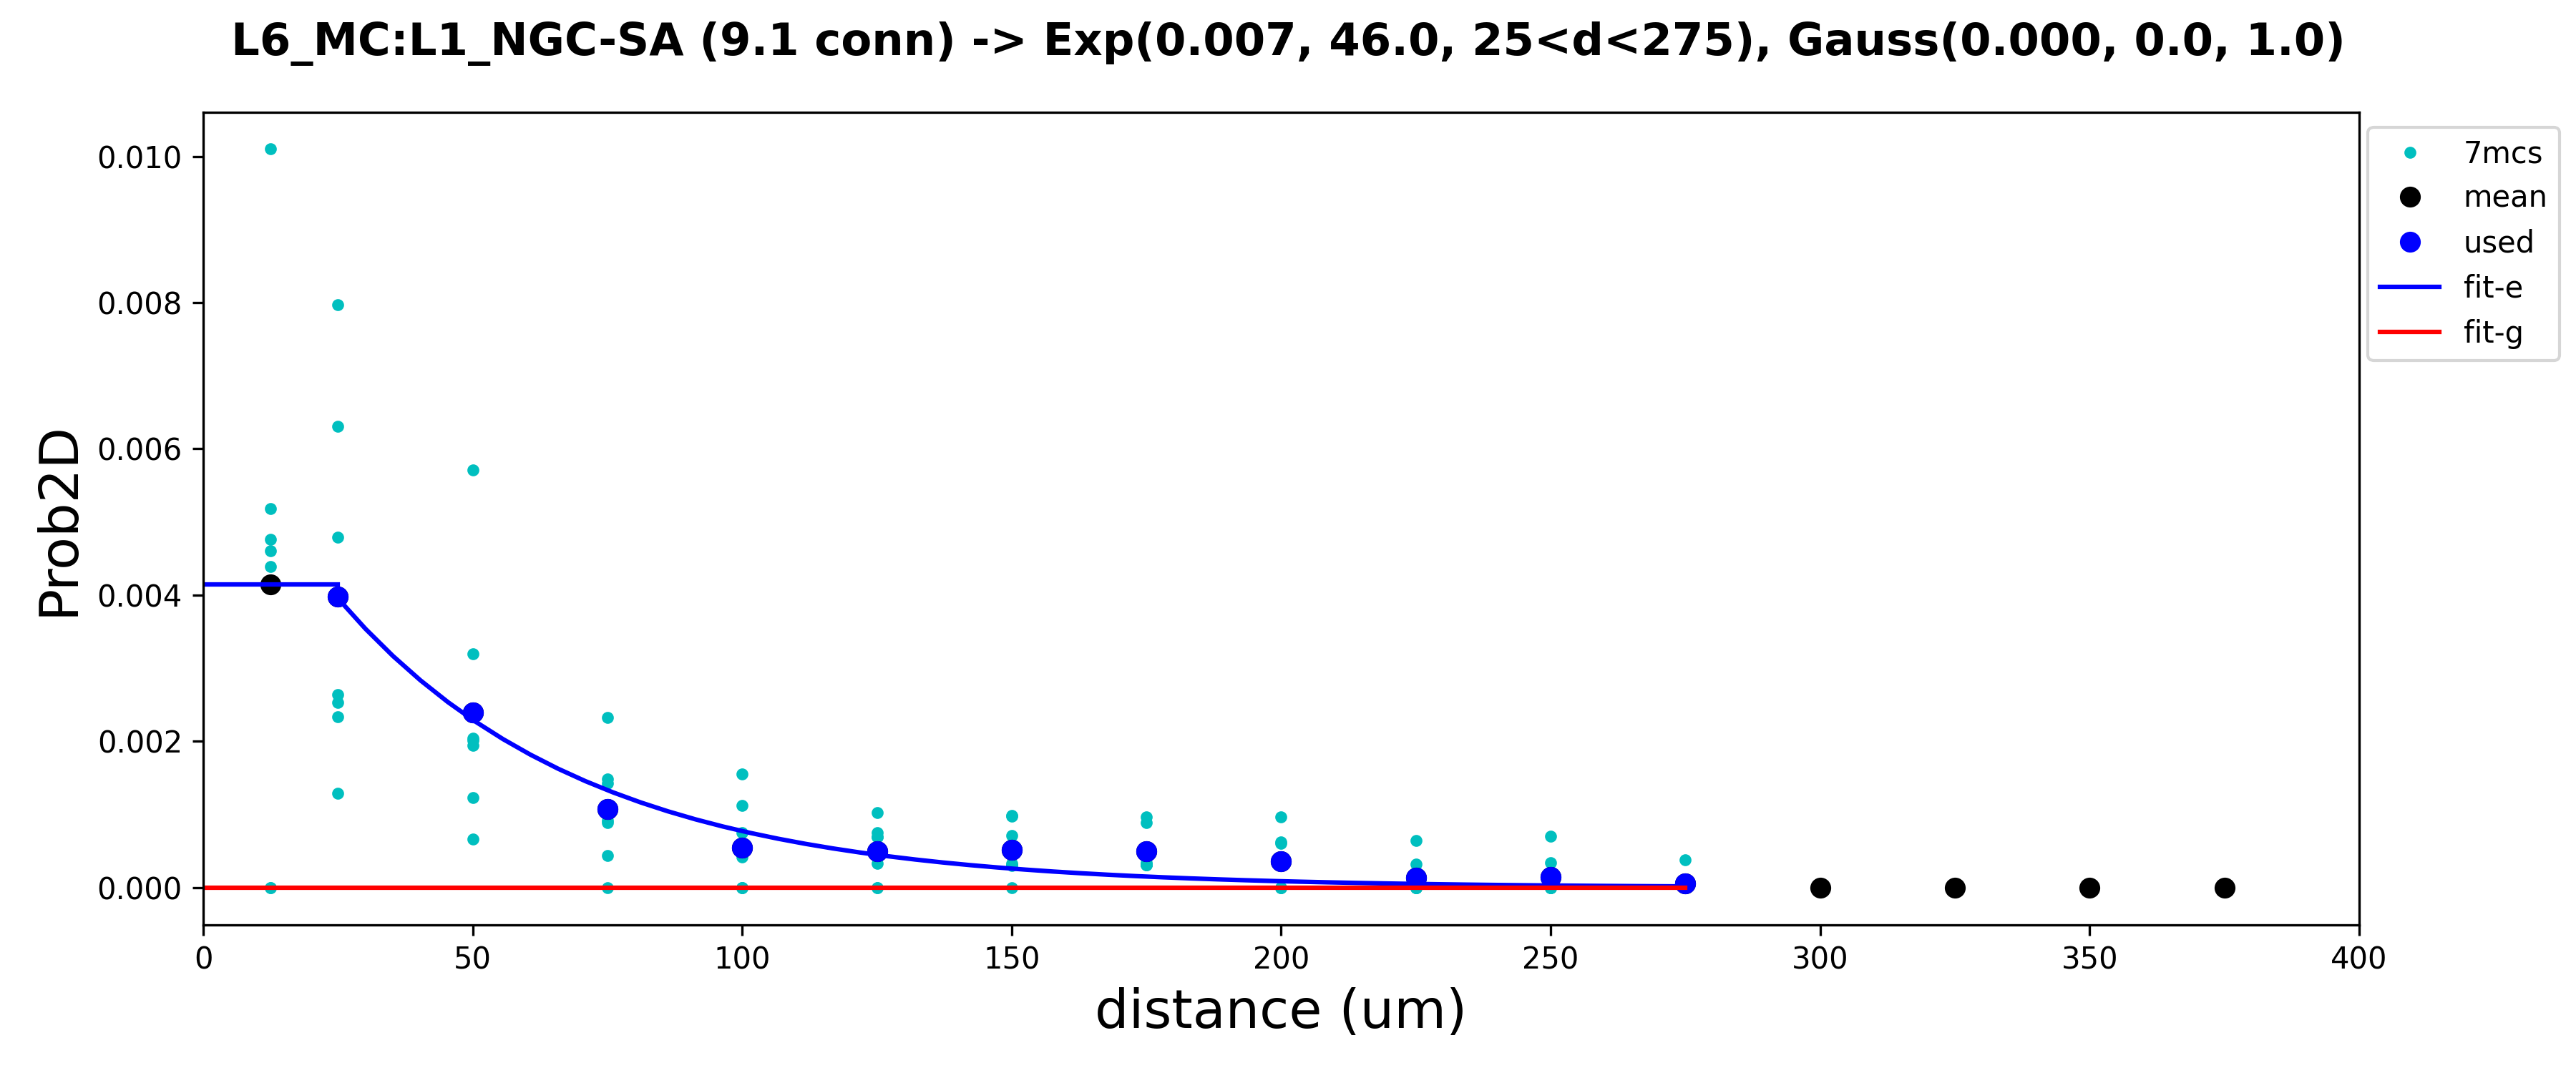 L6_MC:L1_NGC-SA (9.1 conn) -> Exp(0.007, 46.0, 25<d<275), Gauss(0.000, 0.0, 1.0)
0.010
0.008
0.006
0.004
0.002
0.000
Prob2D
0 50 100 150 200 250 300 350 400
distance (um)
7mcs
mean
used
fit-e
fit-g